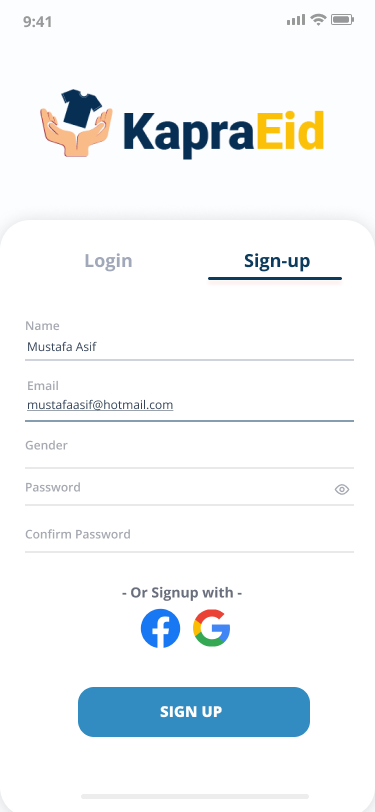 9:41
KapraEid
Login
Sign-up
Name
Mustafa Asif
Email
mustafaasif@hotmail.com
Gender
Password
Confirm Password
- Or Signup with -
SIGN UP